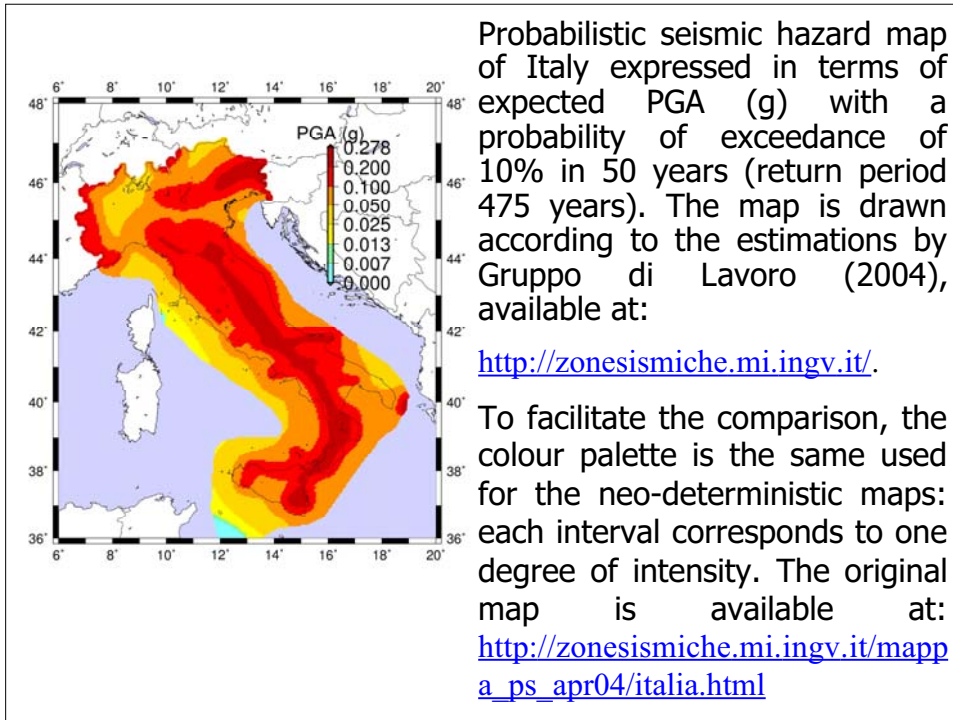 Probabilistic seismic hazard map
of Italy expressed in terms of
expected PGA (g) with a
probability of exceedance of
10% in 50 years (return period
475 years). The map is drawn
according to the estimations by
Gruppo di Lavoro (2004),
available at:
http://zonesismiche.mi.ingv.it/.
To facilitate the comparison, the
colour palette is the same used
for the neo-deterministic maps:
each interval corresponds to one
degree of intensity. The original
map is available at:
http://zonesismiche.mi.ingv.it/mapp
a_ps_apr04/italia.html
6˚ 8˚ 10˚ 12˚ 14˚ 16˚ 18˚ 20˚
48˚ 48˚
PGA (g)
0.278
0.200
0.100
0.050
0.025
0.013
0.007
0.000
46˚ 46˚
44˚ 44˚
42˚ 42˚
40˚ 40˚
38˚ 38˚
36˚ 36˚
6˚ 8˚ 10˚ 12˚ 14˚ 16˚ 18˚ 20˚